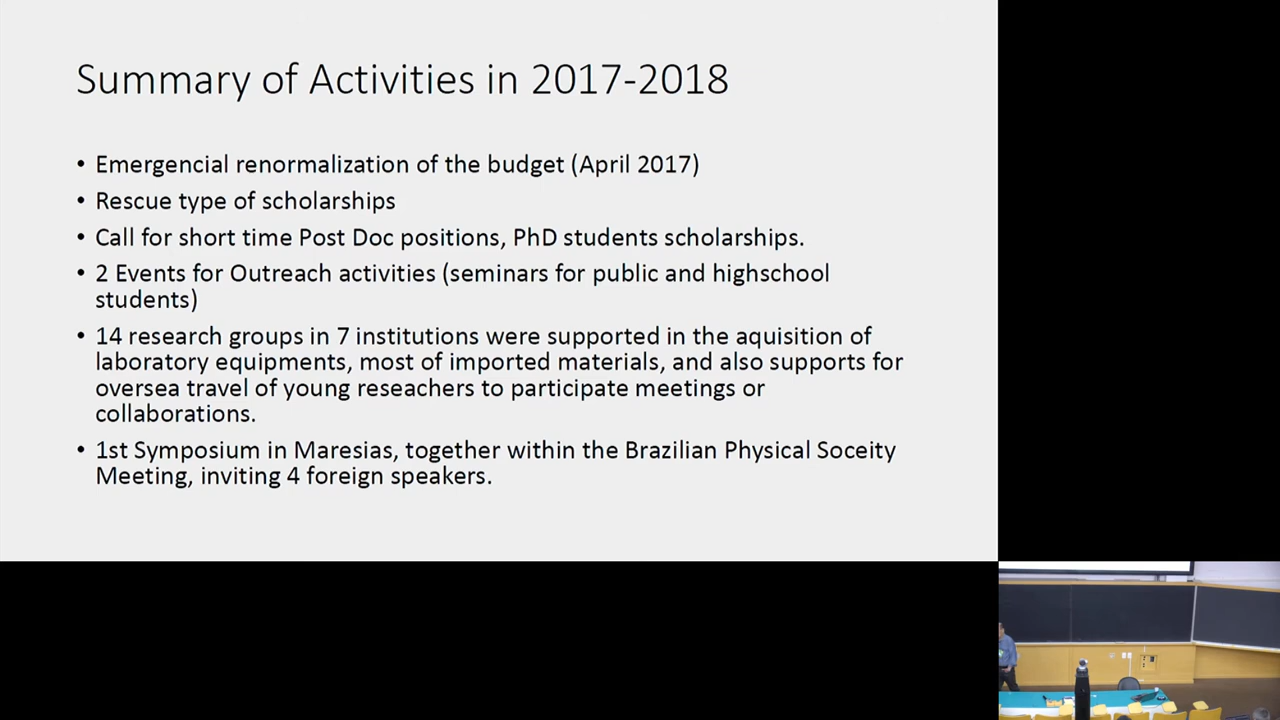 Summary of Activities in 2017-2018
• Emergencial renormalization of the budget (April 2017)
• Rescue type of scholarships
• Call for short time Post Doc positions, PhD students scholarships.
• 2 Events for Outreach activities (seminars for public and highschool
students)
• 14 research groups in 7 institutions were supported in the aquisition of
laboratory equipments, most of imported materials, and also supports for
oversea travel of young reseachers to participate meetings or
collaborations.
• 1st Symposium in Maresias, together within the Brazilian Physical Soceity
Meeting, inviting 4 foreign speakers.